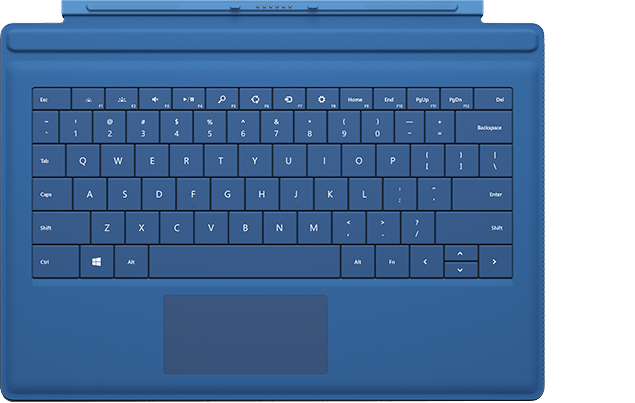 Esc F1 F2 F3 F4 F5 F6 F7 F8 Home F9 End F10 PgUp F11 PgDn F12 Del
~ ! @ # $ % ^ & * ( ) — +
` 1 2 3 4 5 6 7 8 9 0 - = Backspace
Tab Q W E R T Y U I O P { [ } ] | \
Caps A S D F G H J K L : ; " ' Enter
Shift Z X C V B N M < , > . ? / Shift
Ctrl Alt Alt Fn < ^ v >